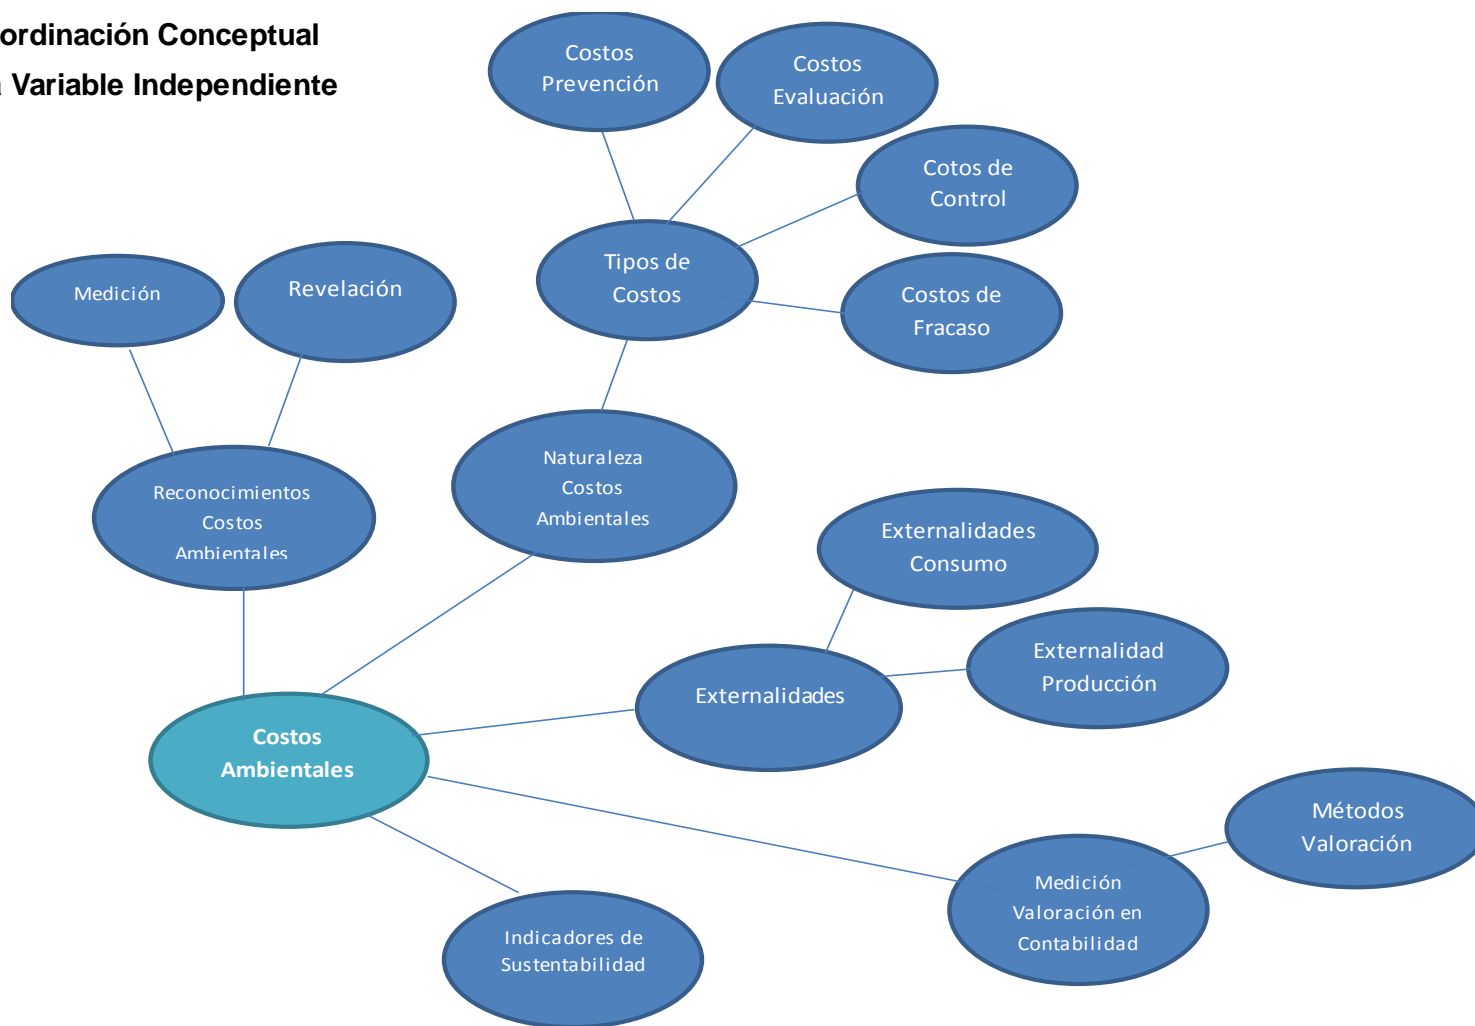 ordinación Conceptual
a Variable Independiente
Costos
Prevención
Costos
Evaluación
Cotos de
Control
Tipos de
Costos
Costos de
Fracaso
Medición
Revelación
Reconocimientos
Costos
Ambientales
Naturaleza
Costos
Ambientales
Externalidades
Consumo
Externalidad
Producción
Externalidades
Costos
Ambientales
Métodos
Valoración
Medición
Valoración en
Contabilidad
Indicadores de
Sustentabilidad